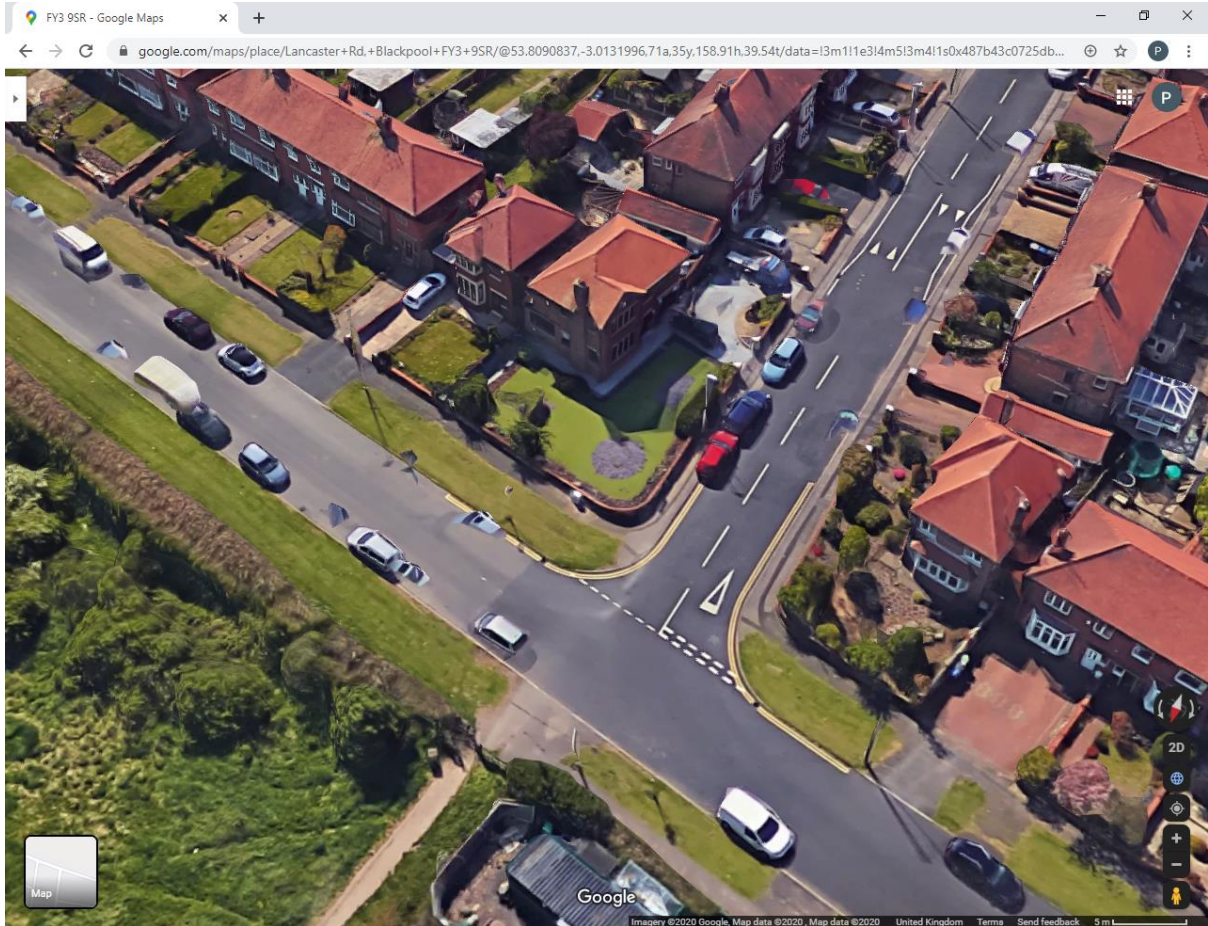 FY3 9SR - Google Maps
google.com/maps/place/Lancaster+Rd,+Blackpool+FY3+9SR/@53.8090837,-3.0131996,71a,35y,158.91h,39.54t/data=!3m1!1e3!4m5!3m4!1s0x487b43c0725db...
P
P
2D
Map
Google
Imagery ©2020 Google, Map data ©2020 , Map data ©2020 United Kingdom Terms Send feedback 5 m